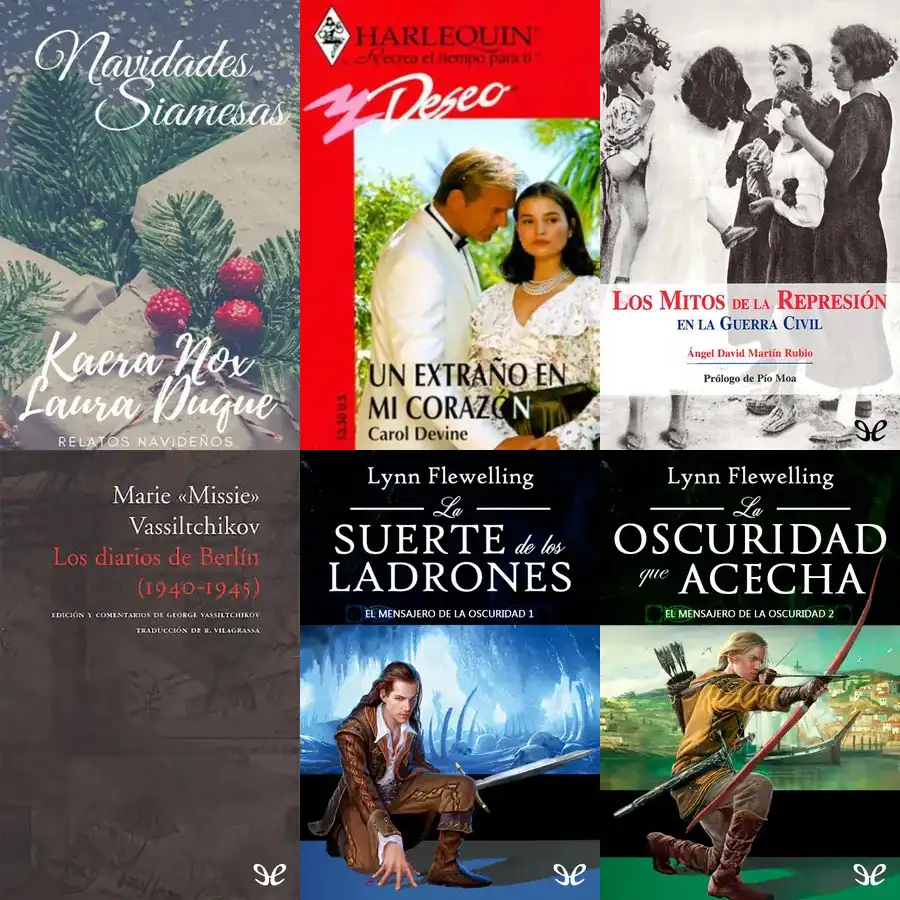 Navidades
Siamesas
Kaera Nox
Laura Duque
RELATOS NAVIDEÑOS
HARLEQUIN
Recrea el tiempo para ti
Deseo
UN EXTRAÑO EN
MI CORAZÓN
Carol Devine
$3.50 U.S.
LOS MITOS DE LA REPRESIÓN
EN LA GUERRA CIVIL
Ángel David Martín Rubio
Prólogo de Pío Moa
Marie «Missie»
Vassiltchikov
Los diarios de Berlín
(1940-1945)
EDICIÓN Y COMENTARIOS DE GEORGE VASSILTCHIKOV
TRADUCCIÓN DE R. VILAGRASSA
Lynn Flewelling
La
SUERTE de los
LADRONES
EL MENSAJERO DE LA OSCURIDAD 1
Lynn Flewelling
La
OSCURIDAD
que ACECHA
EL MENSAJERO DE LA OSCURIDAD 2